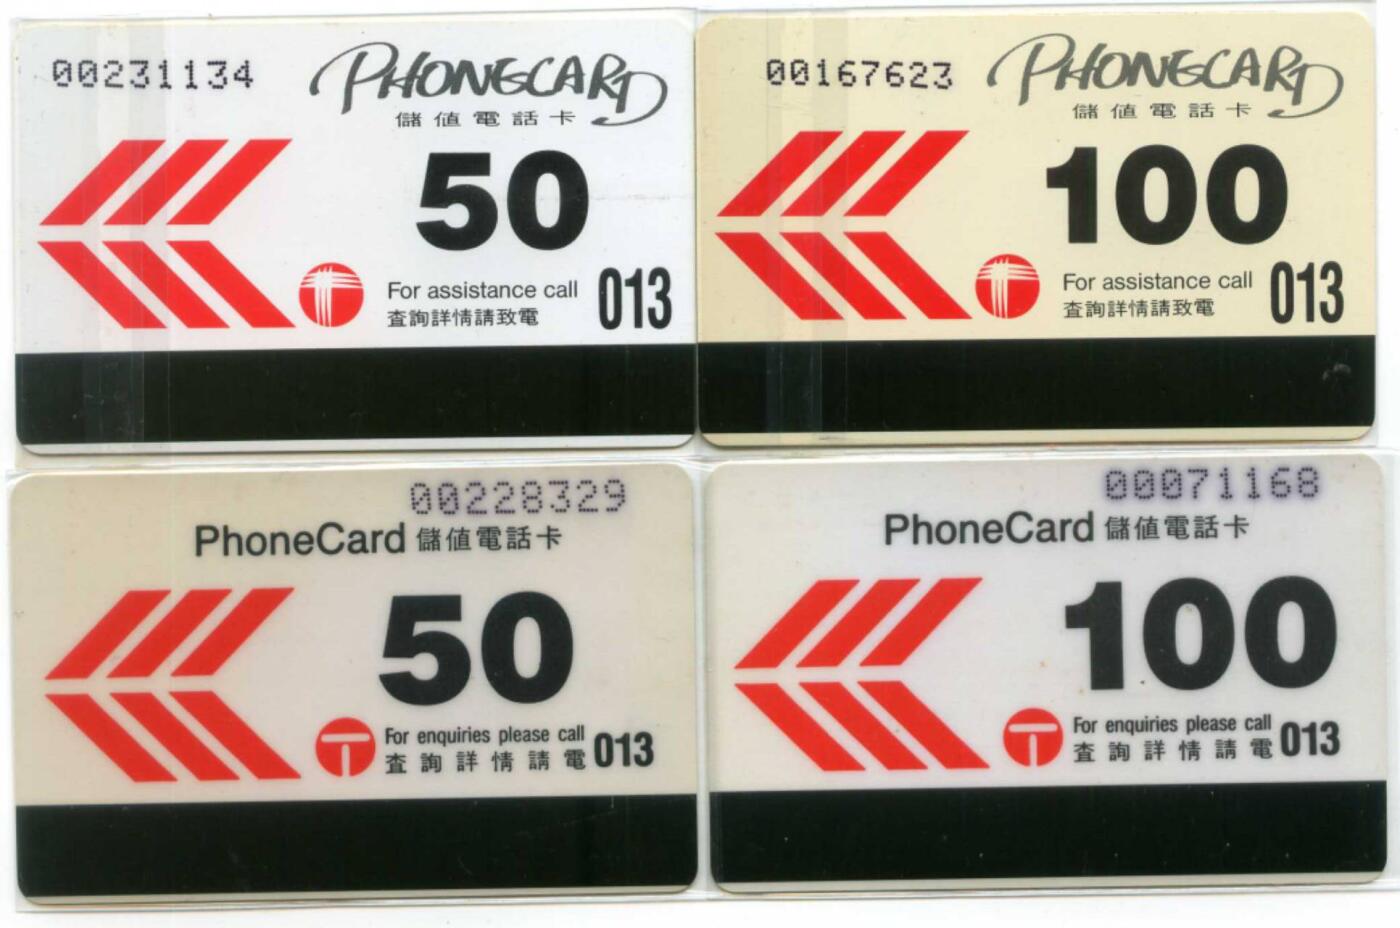 00231134
PHONECARD
儲值電話卡
50
For assistance call
查詢詳情請致電
013
00167623
PHONECARD
儲值電話卡
100
For assistance call
查詢詳情請致電
013
00228329
PhoneCard 儲值電話卡
50
For enquiries please call
查詢詳情請電
013
00071168
PhoneCard 儲值電話卡
100
For enquiries please call
查詢詳情請電
013